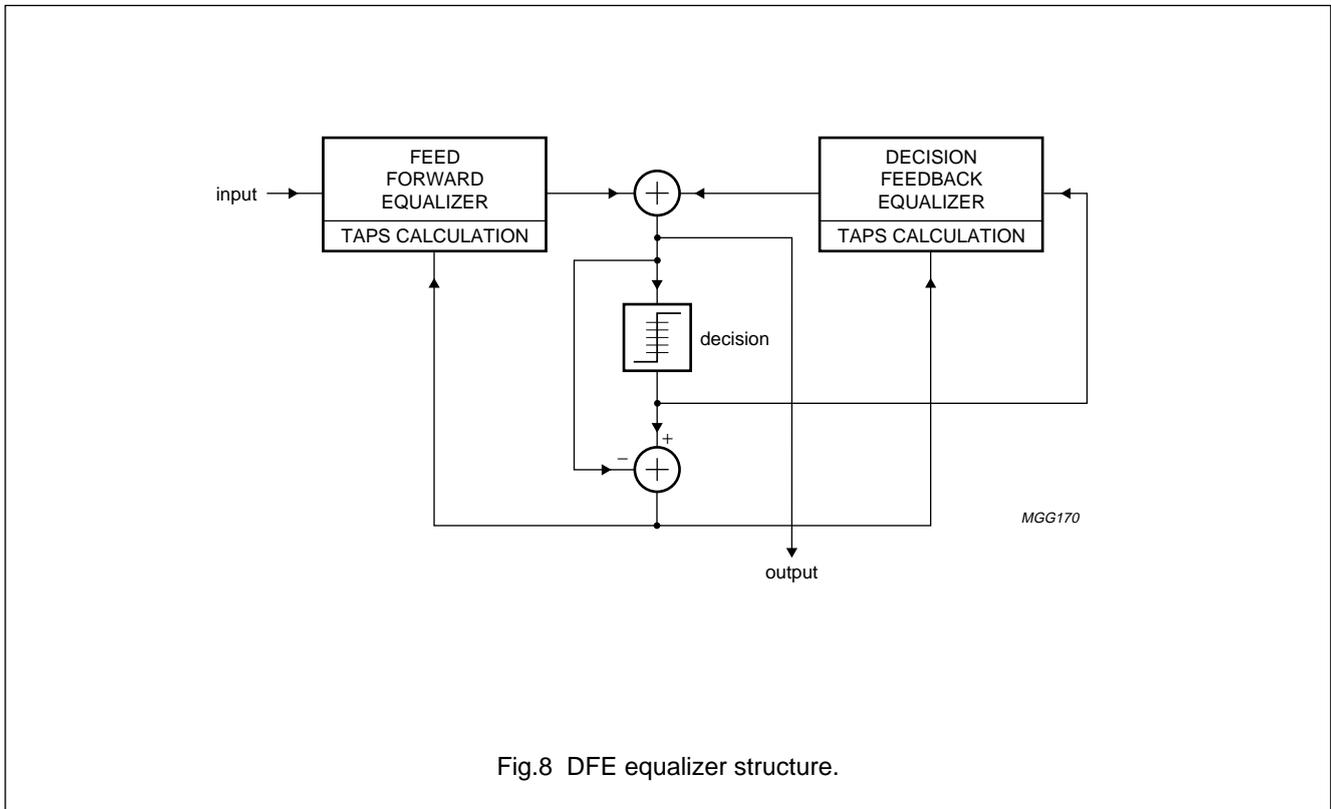 FEED
FORWARD
EQUALIZER
TAPS CALCULATION
input
DECISION
FEEDBACK
EQUALIZER
TAPS CALCULATION
decision
+
−
MGG170
output
Fig.8 DFE equalizer structure.